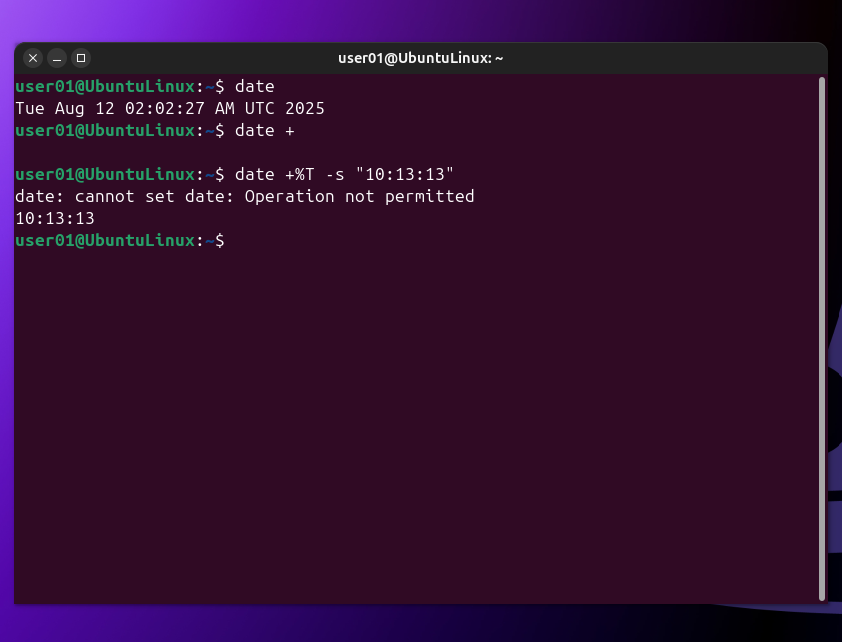 user01@UbuntuLinux: ~
user01@UbuntuLinux:~$ date
Tue Aug 12 02:02:27 AM UTC 2025
user01@UbuntuLinux:~$ date +
user01@UbuntuLinux:~$ date +%T -s "10:13:13"
date: cannot set date: Operation not permitted
10:13:13
user01@UbuntuLinux:~$